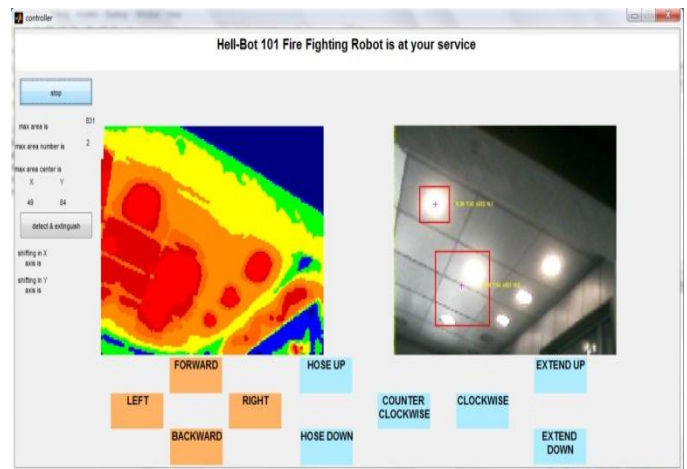 controller
Hell-Bot 101 Fire Fighting Robot is at your service
stop
max area is 831
max area number is 2
max area center is
X Y
49 84
detect & extinguish
shifting in X
axis is
shifting in Y
axis is
FORWARD
HOSE UP
EXTEND UP
LEFT
RIGHT
COUNTER
CLOCKWISE
CLOCKWISE
BACKWARD
HOSE DOWN
EXTEND
DOWN